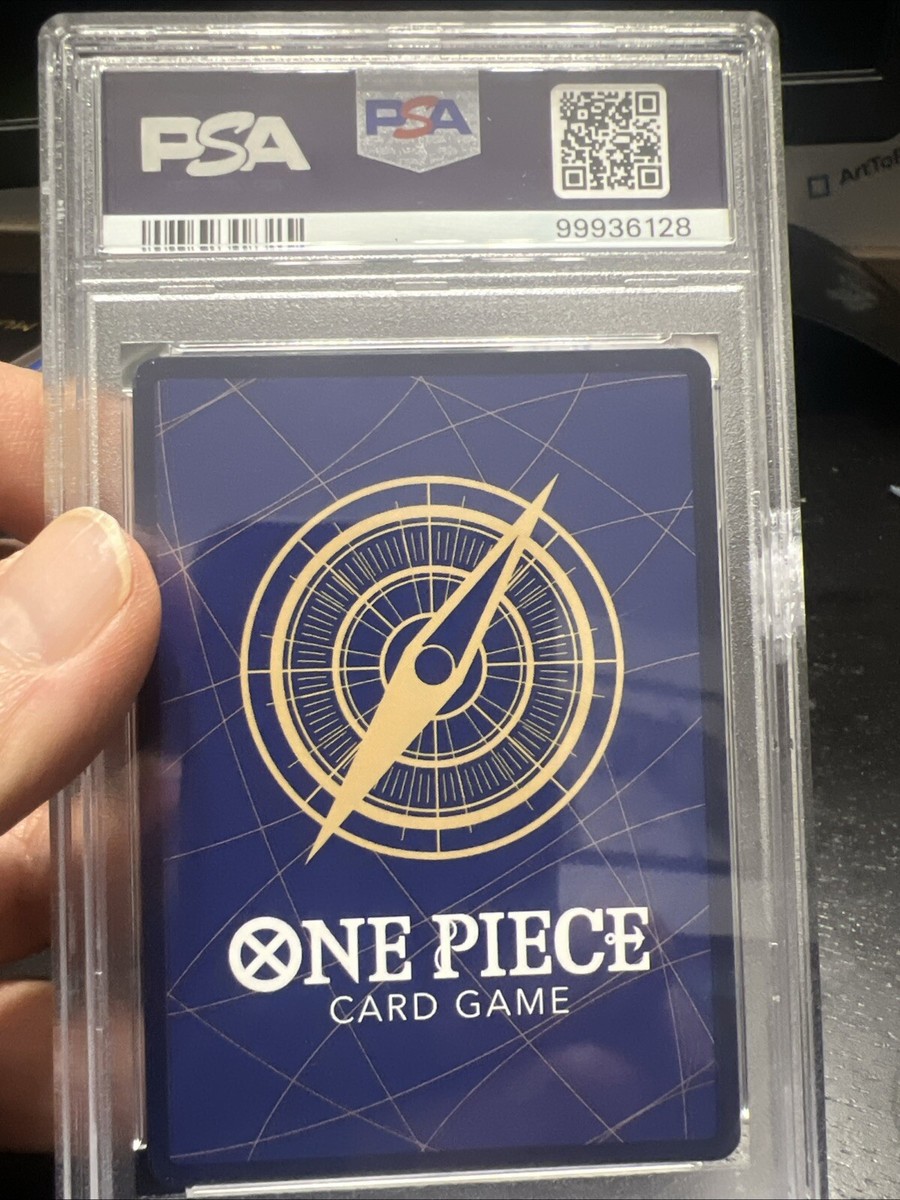 PSA
PSA
99936128
ONE PIECE
CARD GAME